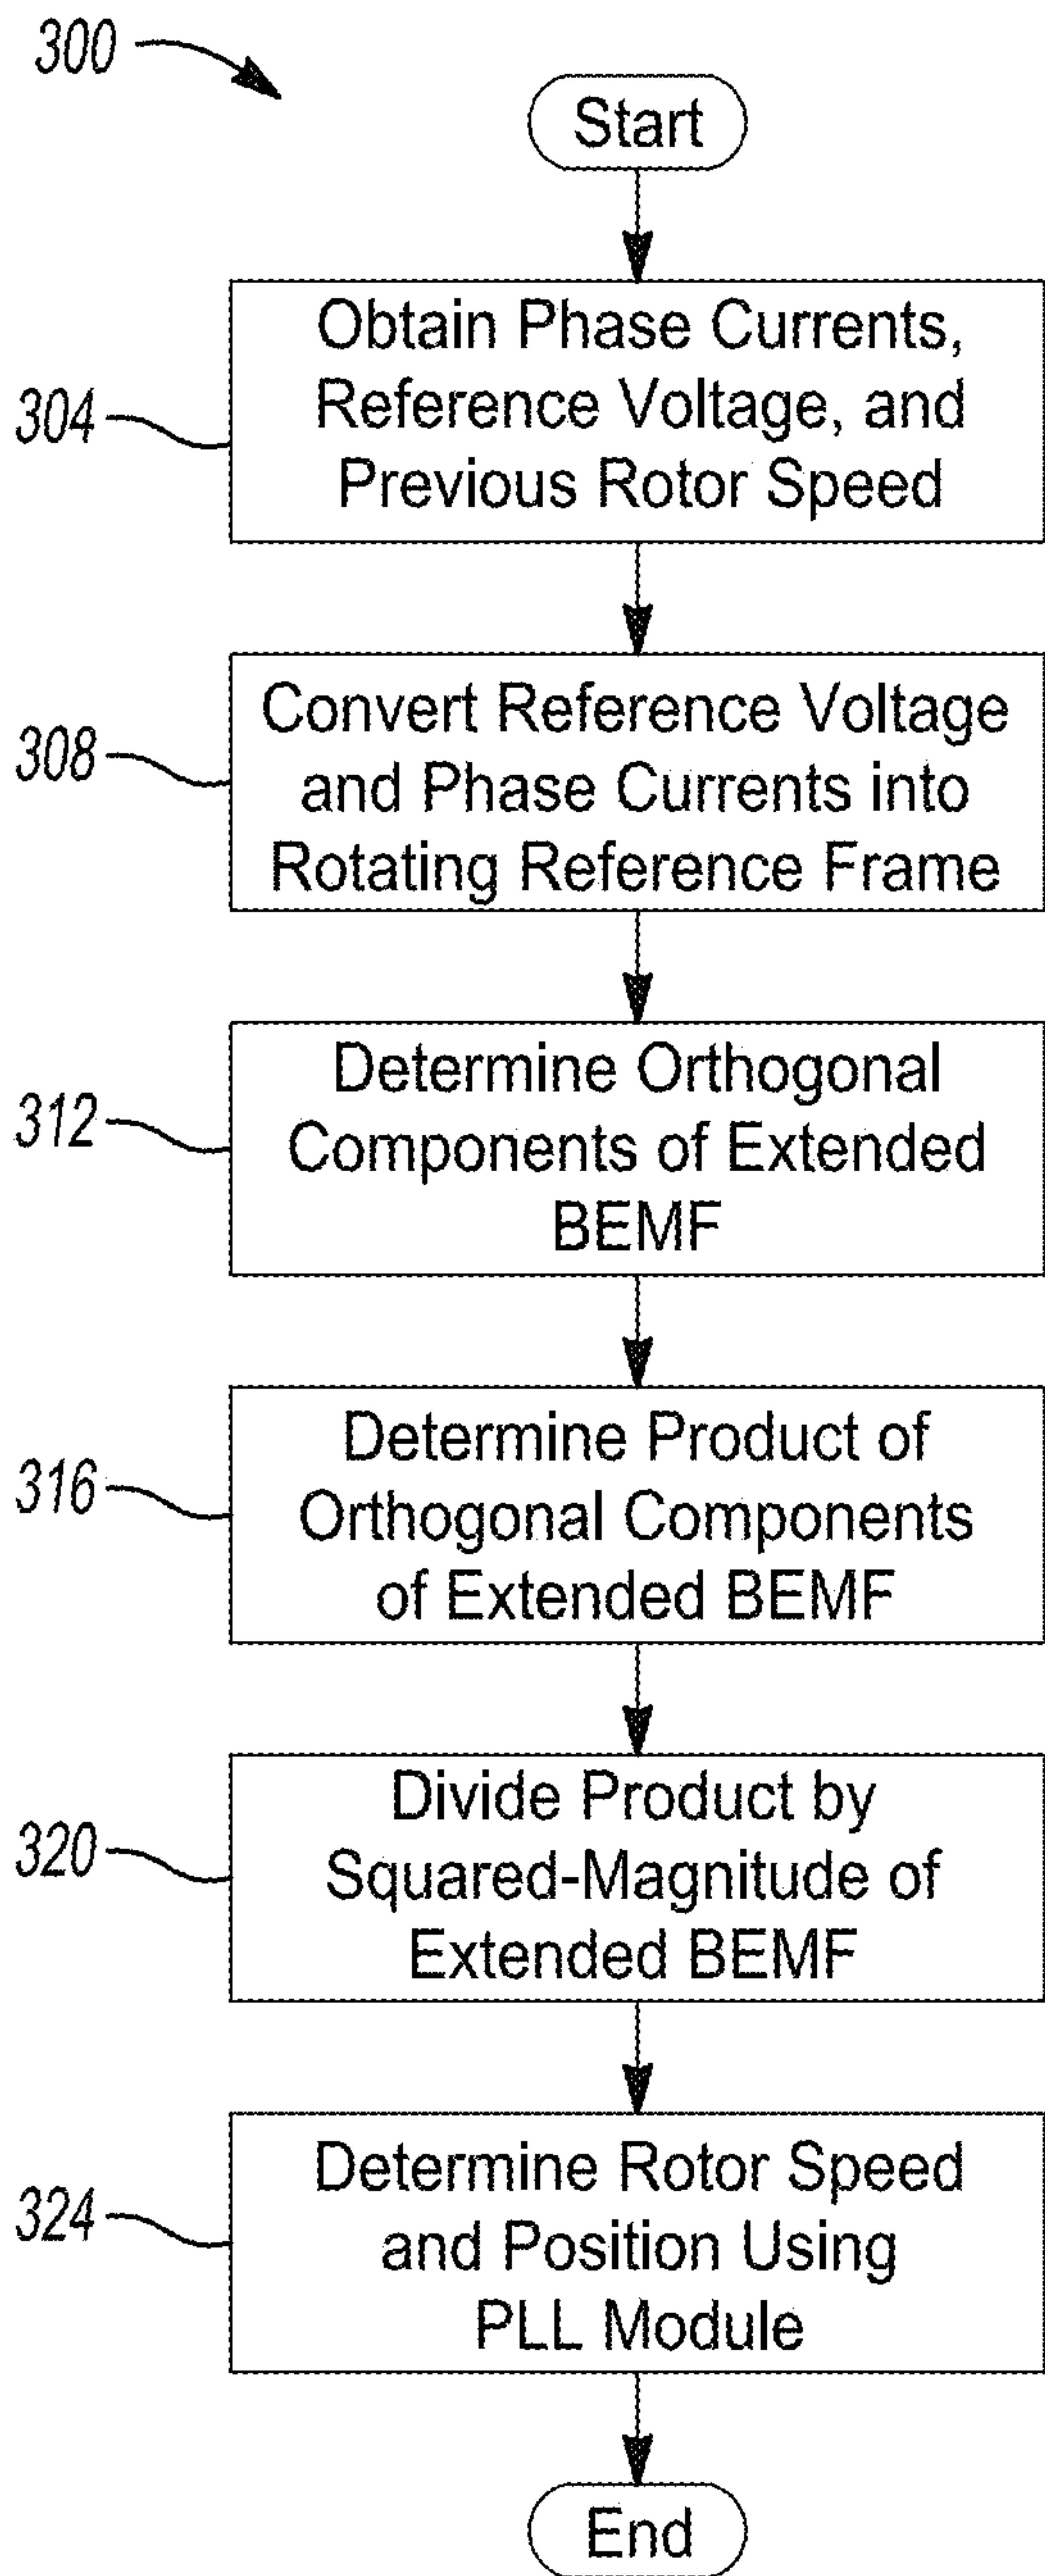 300
Start
304
Obtain Phase Currents,
Reference Voltage, and
Previous Rotor Speed
308
Convert Reference Voltage
and Phase Currents into
Rotating Reference Frame
312
Determine Orthogonal
Components of Extended
BEMF
316
Determine Product of
Orthogonal Components
of Extended BEMF
320
Divide Product by
Squared-Magnitude of
Extended BEMF
324
Determine Rotor Speed
and Position Using
PLL Module
End